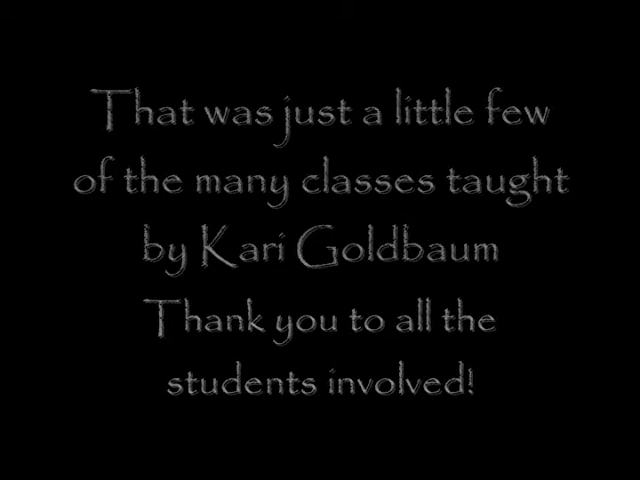 That was just a little few
of the many classes taught
by Kari Goldbaum
Thank you to all the
students involved!